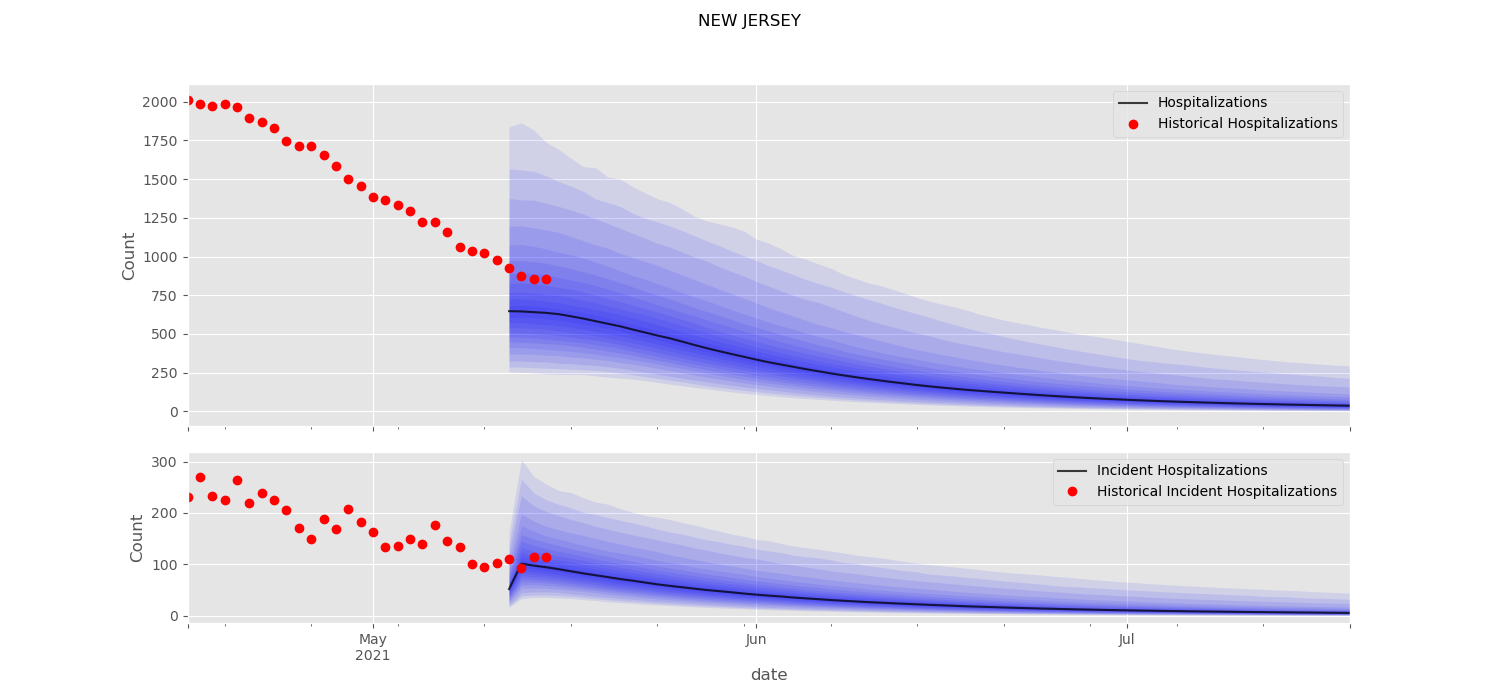 NEW JERSEY
2000
1750
1500
1250
1000
750
500
250
0
Count
Hospitalizations
Historical Hospitalizations
300
200
100
0
Count
Incident Hospitalizations
Historical Incident Hospitalizations
May
2021
Jun
Jul
date